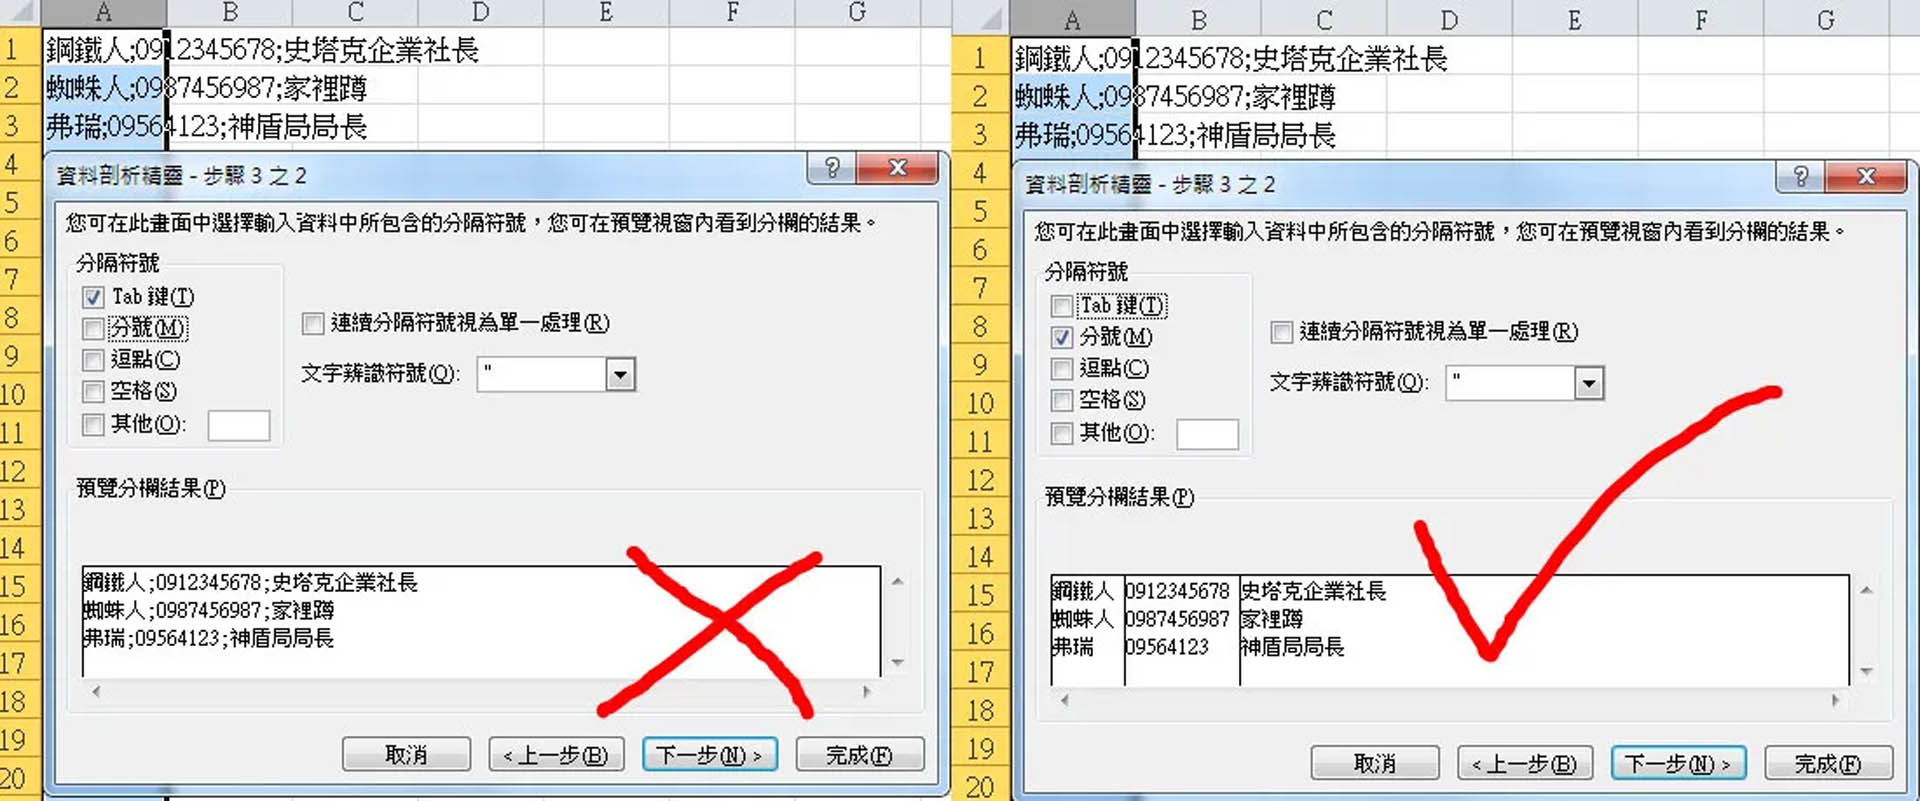 A B C D E F G
1 鋼鐵人;0912345678;史塔克企業社長
2 蜘蛛人;0987456987;家裡蹲
3 弗瑞;09564123;神盾局局長
4
5
6
7
8
9
10
11
12
13
14
15
16
17
18
19
20
資料剖析精靈 - 步驟 3 之 2
?
X
您可在此畫面中選擇輸入資料中所包含的分隔符號，您可在預覽視窗內看到分欄的結果。
分隔符號
Tab 鍵(T)
分號(M)
逗點(C)
空格(S)
其他(O):
連續分隔符號視為單一處理(R)
文字辨識符號(Q): "
預覽分欄結果(P)
鋼鐵人;0912345678;史塔克企業社長
蜘蛛人;0987456987;家裡蹲
弗瑞;09564123;神盾局局長
取消 < 上一步(B) 下一步(N) > 完成(F)
A B C D E F G
1 鋼鐵人;0912345678;史塔克企業社長
2 蜘蛛人;0987456987;家裡蹲
3 弗瑞;09564123;神盾局局長
4
5
6
7
8
9
10
11
12
13
14
15
16
17
18
19
20
資料剖析精靈 - 步驟 3 之 2
?
X
您可在此畫面中選擇輸入資料中所包含的分隔符號，您可在預覽視窗內看到分欄的結果。
分隔符號
Tab 鍵(T)
分號(M)
逗點(C)
空格(S)
其他(O):
連續分隔符號視為單一處理(R)
文字辨識符號(Q): "
預覽分欄結果(P)
鋼鐵人 0912345678 史塔克企業社長
蜘蛛人 0987456987 家裡蹲
弗瑞 09564123 神盾局局長
取消 < 上一步(B) 下一步(N) > 完成(F)